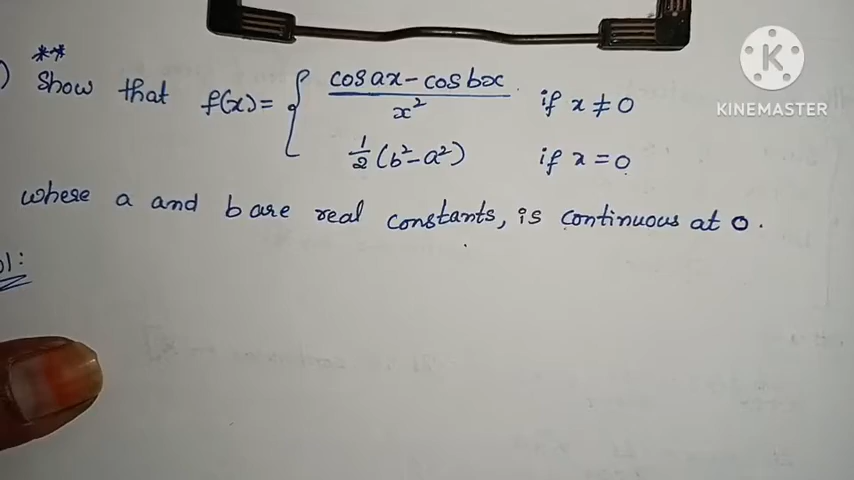 **
) Show that f(x)= { cos ax - cos bx / x² if x ≠ 0
1/2 (b² - a²) if x = 0
where a and b are real constants, is continuous at 0.
ol:
K
KINEMASTER